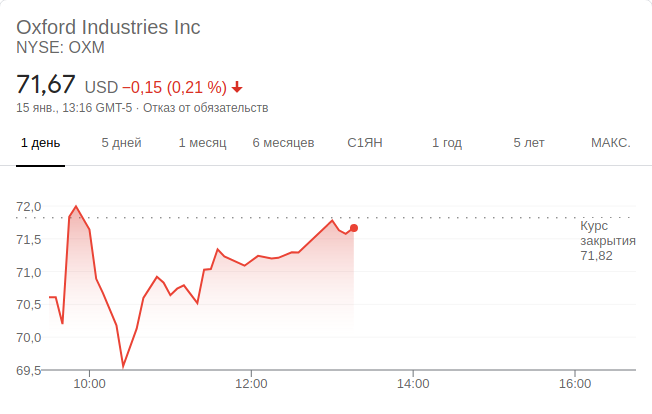 Oxford Industries Inc
NYSE: OXM
71,67 USD −0,15 (0,21 %)
15 янв., 13:16 GMT-5 · Отказ от обязательств
1 день 5 дней 1 месяц 6 месяцев С1ЯН 1 год 5 лет МАКС.
72,0
71,5
71,0
70,5
70,0
69,5
Курс
закрытия
71,82
10:00 12:00 14:00 16:00